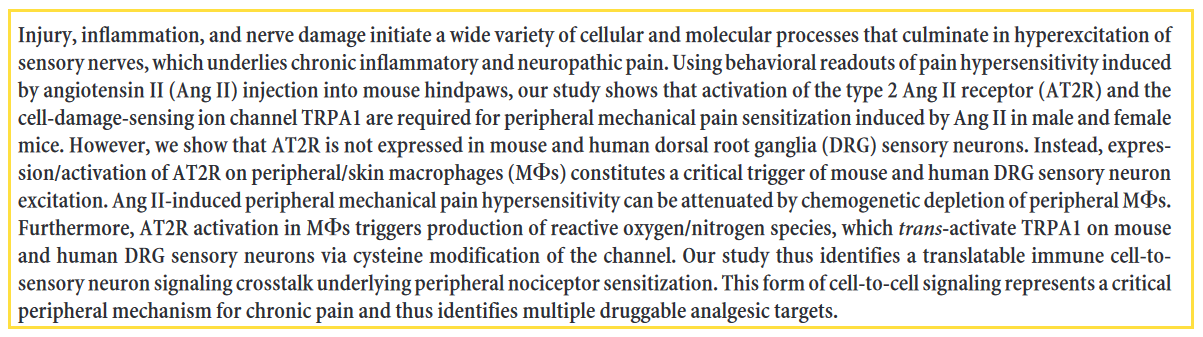 Injury, inflammation, and nerve damage initiate a wide variety of cellular and molecular processes that culminate in hyperexcitation of
sensory nerves, which underlies chronic inflammatory and neuropathic pain. Using behavioral readouts of pain hypersensitivity induced
by angiotensin II (Ang II) injection into mouse hindpaws, our study shows that activation of the type 2 Ang II receptor (AT2R) and the
cell-damage-sensing ion channel TRPA1 are required for peripheral mechanical pain sensitization induced by Ang II in male and female
mice. However, we show that AT2R is not expressed in mouse and human dorsal root ganglia (DRG) sensory neurons. Instead, expres-
sion/activation of AT2R on peripheral/skin macrophages (MΦs) constitutes a critical trigger of mouse and human DRG sensory neuron
excitation. Ang II-induced peripheral mechanical pain hypersensitivity can be attenuated by chemogenetic depletion of peripheral MΦs.
Furthermore, AT2R activation in MΦs triggers production of reactive oxygen/nitrogen species, which trans-activate TRPA1 on mouse
and human DRG sensory neurons via cysteine modification of the channel. Our study thus identifies a translatable immune cell-to-
sensory neuron signaling crosstalk underlying peripheral nociceptor sensitization. This form of cell-to-cell signaling represents a critical
peripheral mechanism for chronic pain and thus identifies multiple druggable analgesic targets.